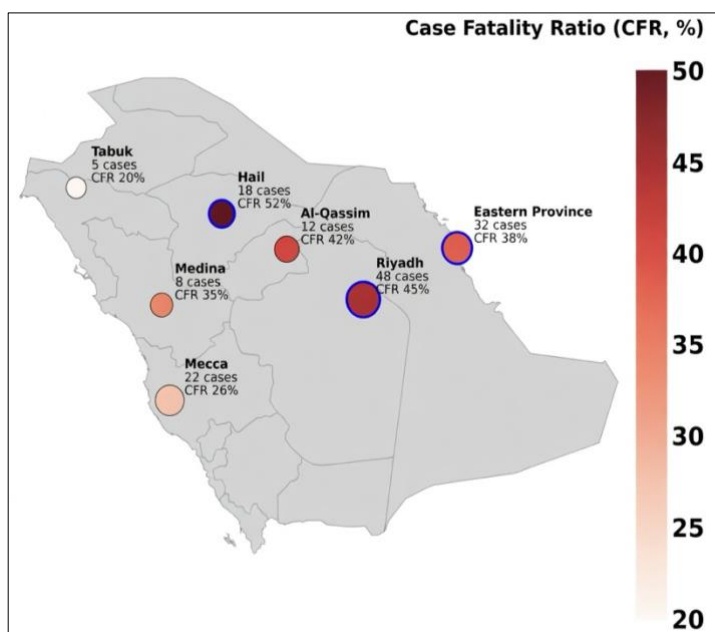 Case Fatality Ratio (CFR, %)
Tabuk
5 cases
CFR 20%
Hail
18 cases
CFR 52%
Al-Qassim
12 cases
CFR 42%
Eastern Province
32 cases
CFR 38%
Medina
8 cases
CFR 35%
Riyadh
48 cases
CFR 45%
Mecca
22 cases
CFR 26%
50
45
40
35
30
25
20